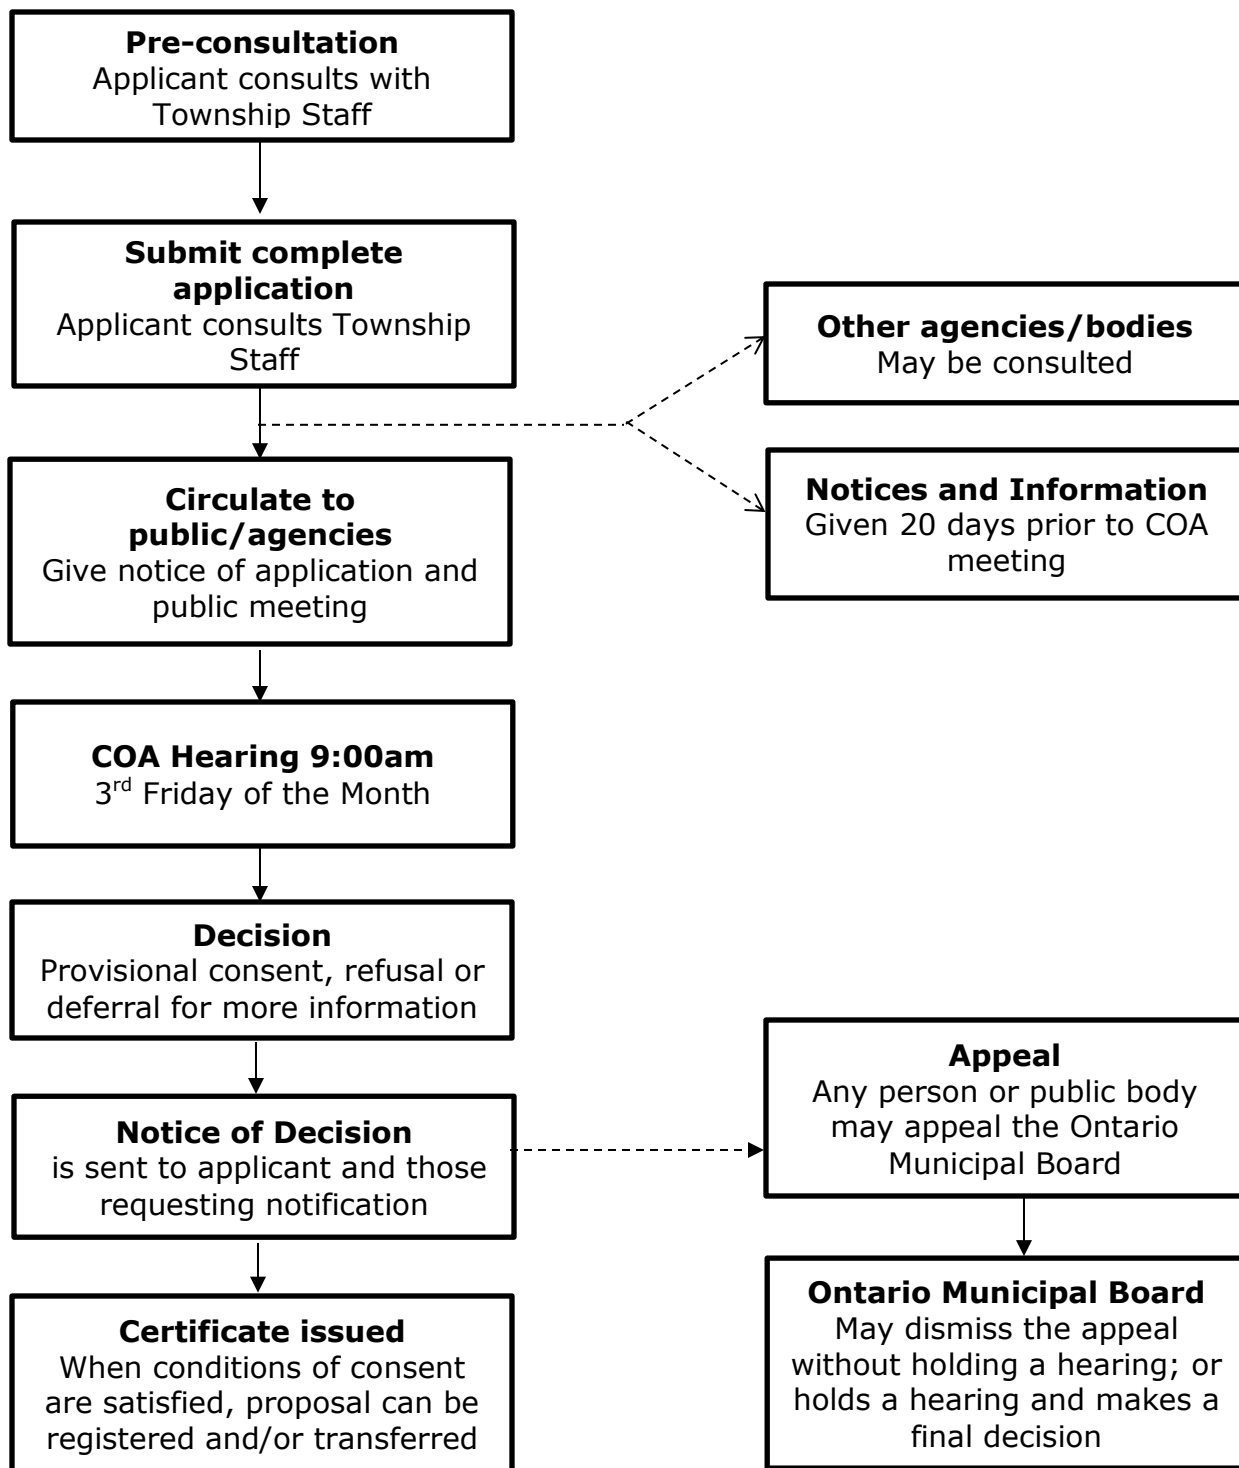 Pre-consultation
Applicant consults with
Township Staff
Submit complete
application
Applicant consults Township
Staff
Other agencies/bodies
May be consulted
Circulate to
public/agencies
Give notice of application and
public meeting
Notices and Information
Given 20 days prior to COA
meeting
COA Hearing 9:00am
3rd Friday of the Month
Decision
Provisional consent, refusal or
deferral for more information
Notice of Decision
is sent to applicant and those
requesting notification
Appeal
Any person or public body
may appeal the Ontario
Municipal Board
Certificate issued
When conditions of consent
are satisfied, proposal can be
registered and/or transferred
Ontario Municipal Board
May dismiss the appeal
without holding a hearing; or
holds a hearing and makes a
final decision